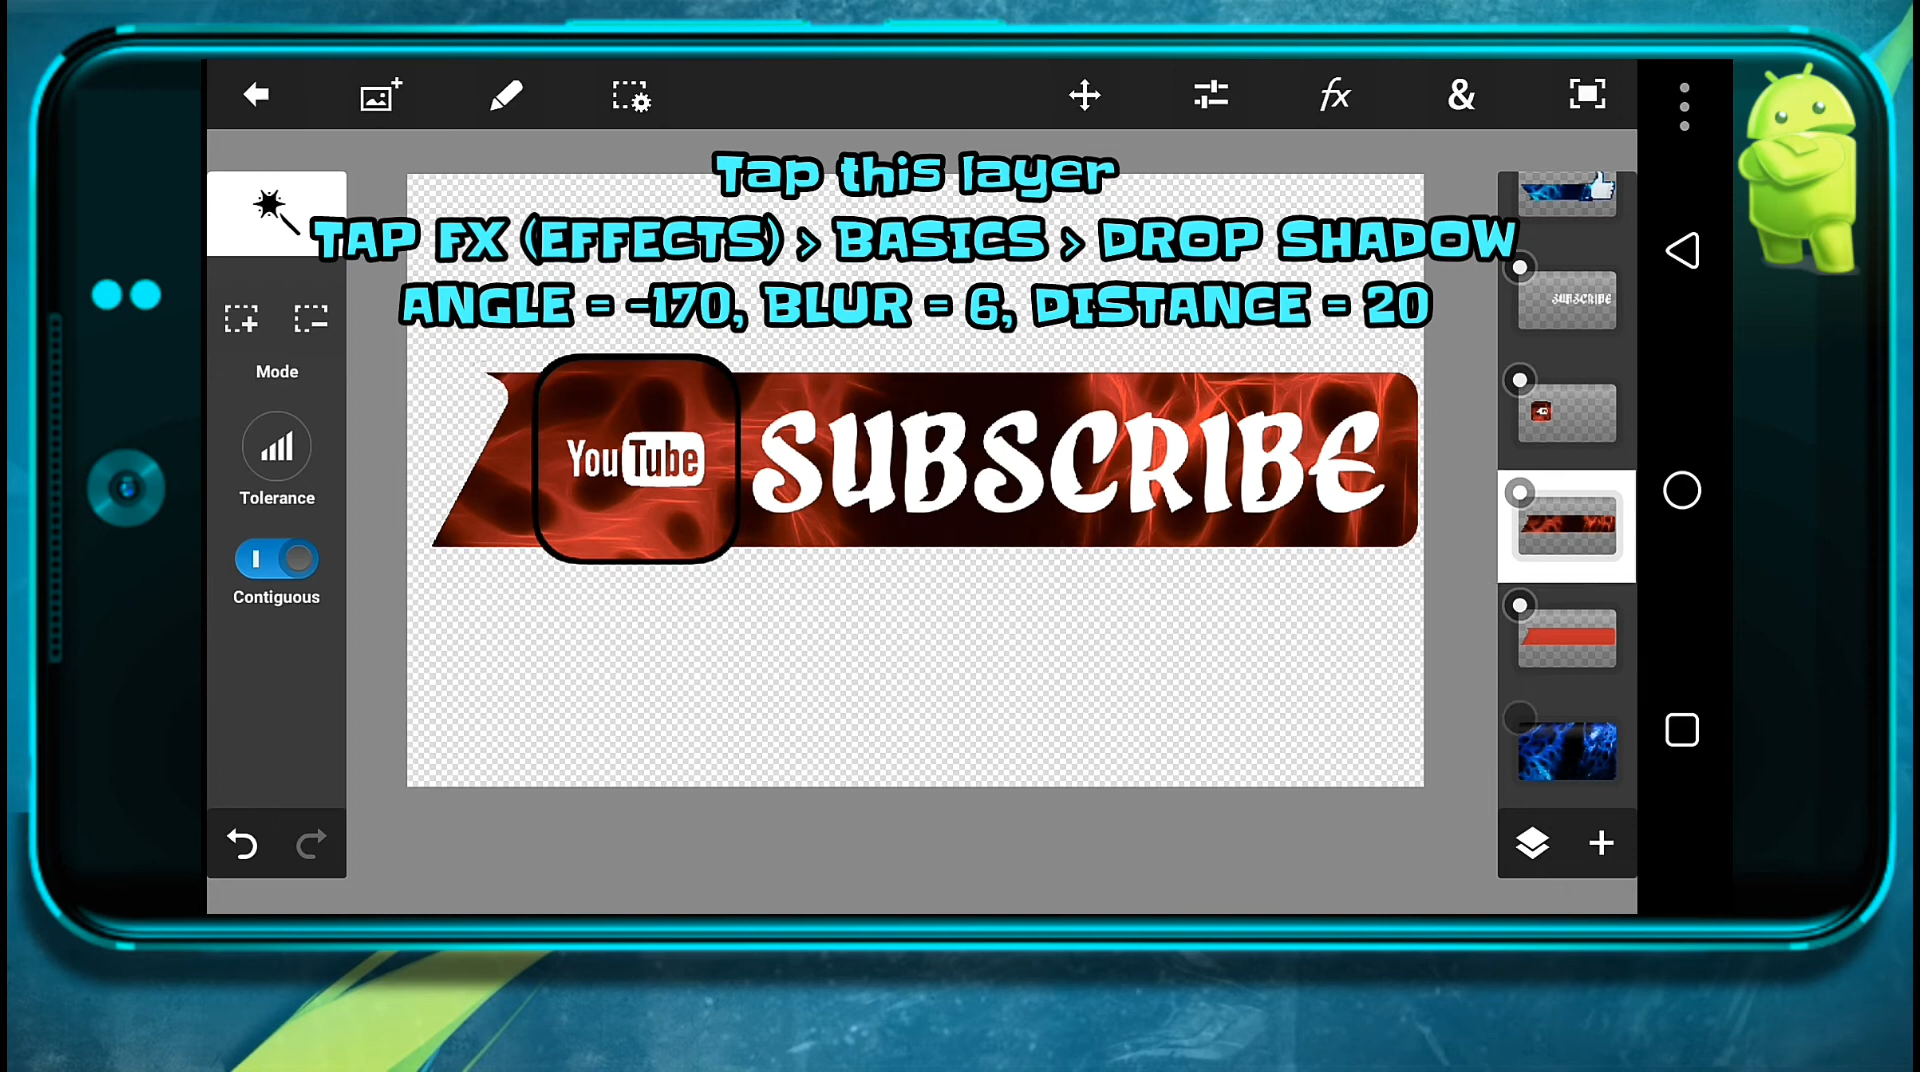 Tap this layer
TAP FX (EFFECTS) > BASICS > DROP SHADOW
ANGLE = -170, BLUR = 6, DISTANCE = 20
fx
&
SUBSCRIBE
Mode
YouTube SUBSCRIBE
Tolerance
Contiguous